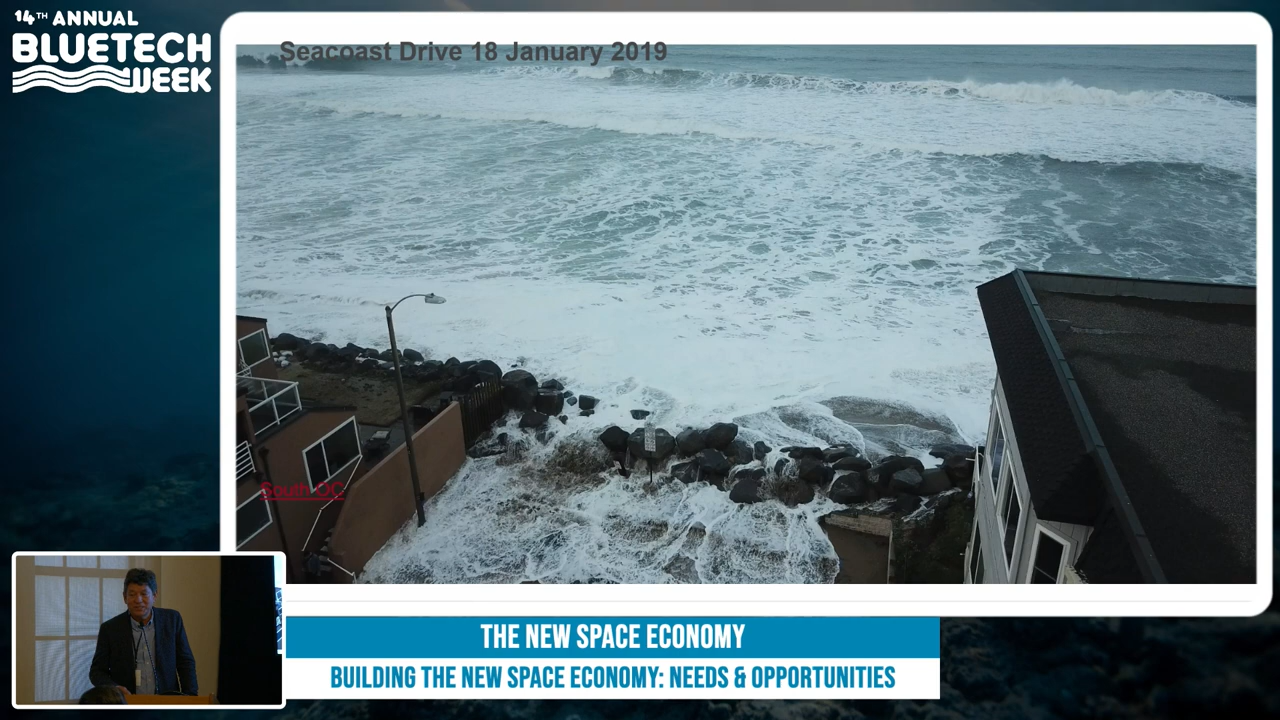 14TH ANNUAL
BLUETECH
WEEK
Seacoast Drive 18 January 2019
South OC
THE NEW SPACE ECONOMY
BUILDING THE NEW SPACE ECONOMY: NEEDS & OPPORTUNITIES